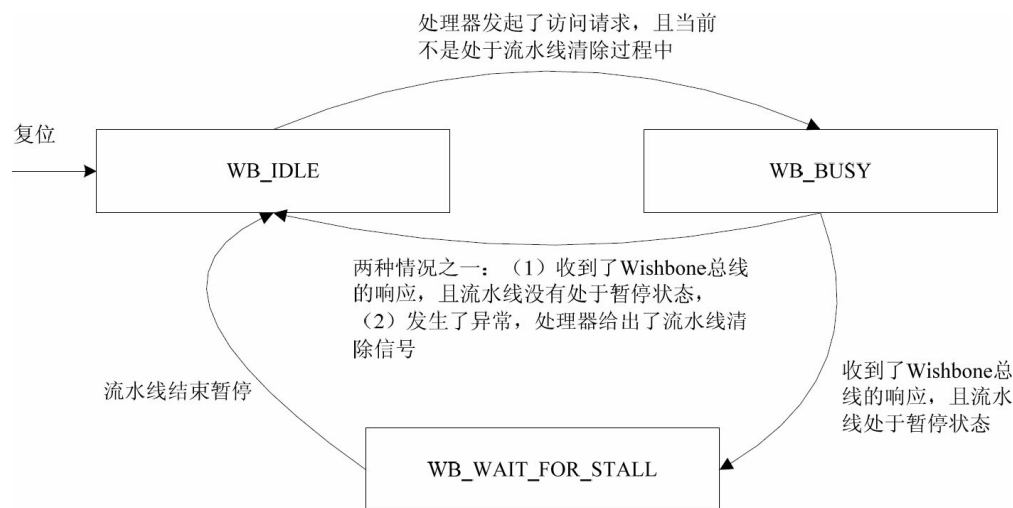 处理器发起了访问请求，且当前
不是处于流水线清除过程中
复位
WB_IDLE
WB_BUSY
两种情况之一：（1）收到了Wishbone总线
的响应，且流水线没有处于暂停状态，
（2）发生了异常，处理器给出了流水线清
除信号
收到了Wishbone总
线的响应，且流水
线处于暂停状态
流水线结束暂停
WB_WAIT_FOR_STALL